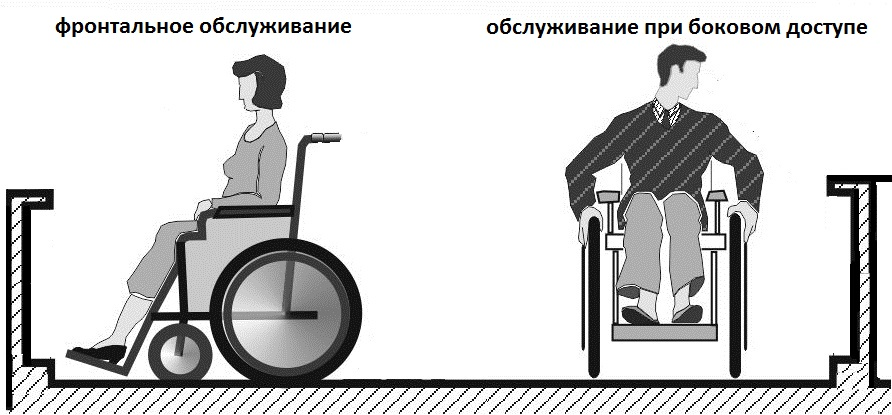 фронтальное обслуживание
обслуживание при боковом доступе